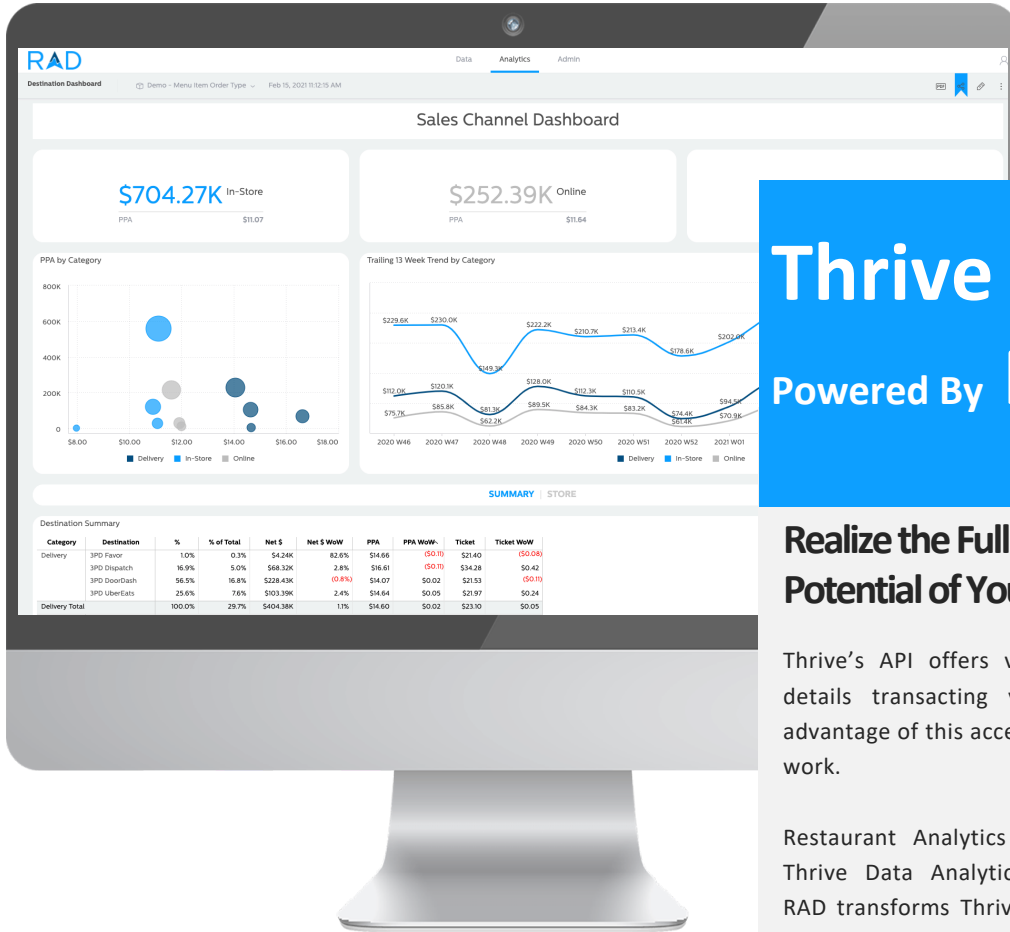 RAD
Data Analytics Admin
Destination Dashboard Demo - Menu Item Order Type Feb 15, 2021 11:12:15 AM
PDF
Sales Channel Dashboard
$704.27K In-Store
PPA $11.07
$252.39K Online
PPA $11.64
PPA by Category
800K
600K
400K
200K
0
$8.00 $10.00 $12.00 $14.00 $16.00 $18.00
Delivery In-Store Online
Trailing 13 Week Trend by Category
$229.6K $230.0K $149.3K $222.2K $210.7K $213.4K $178.6K $202.0K
$112.0K $120.1K $81.3K $128.0K $112.3K $110.5K $74.4K $94.5K
$75.7K $85.8K $62.2K $89.5K $84.3K $83.2K $61.4K $70.9K
2020 W46 2020 W47 2020 W48 2020 W49 2020 W50 2020 W51 2020 W52 2021 W01
Delivery In-Store Online
SUMMARY | STORE
Destination Summary
Category Destination % % of Total Net $ Net $ WoW PPA PPA WoW Ticket Ticket WoW
Delivery 3PD Favor 1.0% 0.3% $4.24K 82.6% $14.66 ($0.11) $21.40 ($0.08)
3PD Dispatch 16.9% 5.0% $68.32K 2.8% $16.61 ($0.11) $34.28 $0.42
3PD DoorDash 56.5% 16.8% $228.43K (0.8%) $14.07 $0.02 $21.53 ($0.11)
3PD UberEats 25.6% 7.6% $103.39K 2.4% $14.64 $0.05 $21.97 $0.24
Delivery Total 100.0% 29.7% $404.38K 1.1% $14.60 $0.02 $23.10 $0.05
Thrive
Powered By
Realize the Full
Potential of You
Thrive's API offers v
details transacting
advantage of this acce
work.
Restaurant Analytics
Thrive Data Analytic
RAD transforms Thriv